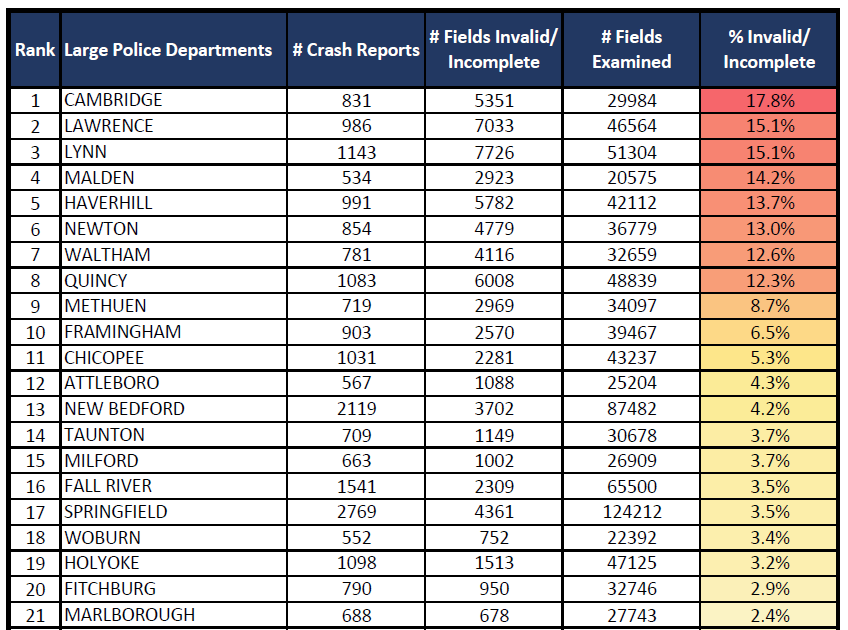 Rank Large Police Departments # Crash Reports # Fields Invalid/ Incomplete # Fields Examined % Invalid/ Incomplete
1 CAMBRIDGE 831 5351 29984 17.8%
2 LAWRENCE 986 7033 46564 15.1%
3 LYNN 1143 7726 51304 15.1%
4 MALDEN 534 2923 20575 14.2%
5 HAVERHILL 991 5782 42112 13.7%
6 NEWTON 854 4779 36779 13.0%
7 WALTHAM 781 4116 32659 12.6%
8 QUINCY 1083 6008 48839 12.3%
9 METHUEN 719 2969 34097 8.7%
10 FRAMINGHAM 903 2570 39467 6.5%
11 CHICOPEE 1031 2281 43237 5.3%
12 ATTLEBORO 567 1088 25204 4.3%
13 NEW BEDFORD 2119 3702 87482 4.2%
14 TAUNTON 709 1149 30678 3.7%
15 MILFORD 663 1002 26909 3.7%
16 FALL RIVER 1541 2309 65500 3.5%
17 SPRINGFIELD 2769 4361 124212 3.5%
18 WOBURN 552 752 22392 3.4%
19 HOLYOKE 1098 1513 47125 3.2%
20 FITCHBURG 790 950 32746 2.9%
21 MARLBOROUGH 688 678 27743 2.4%